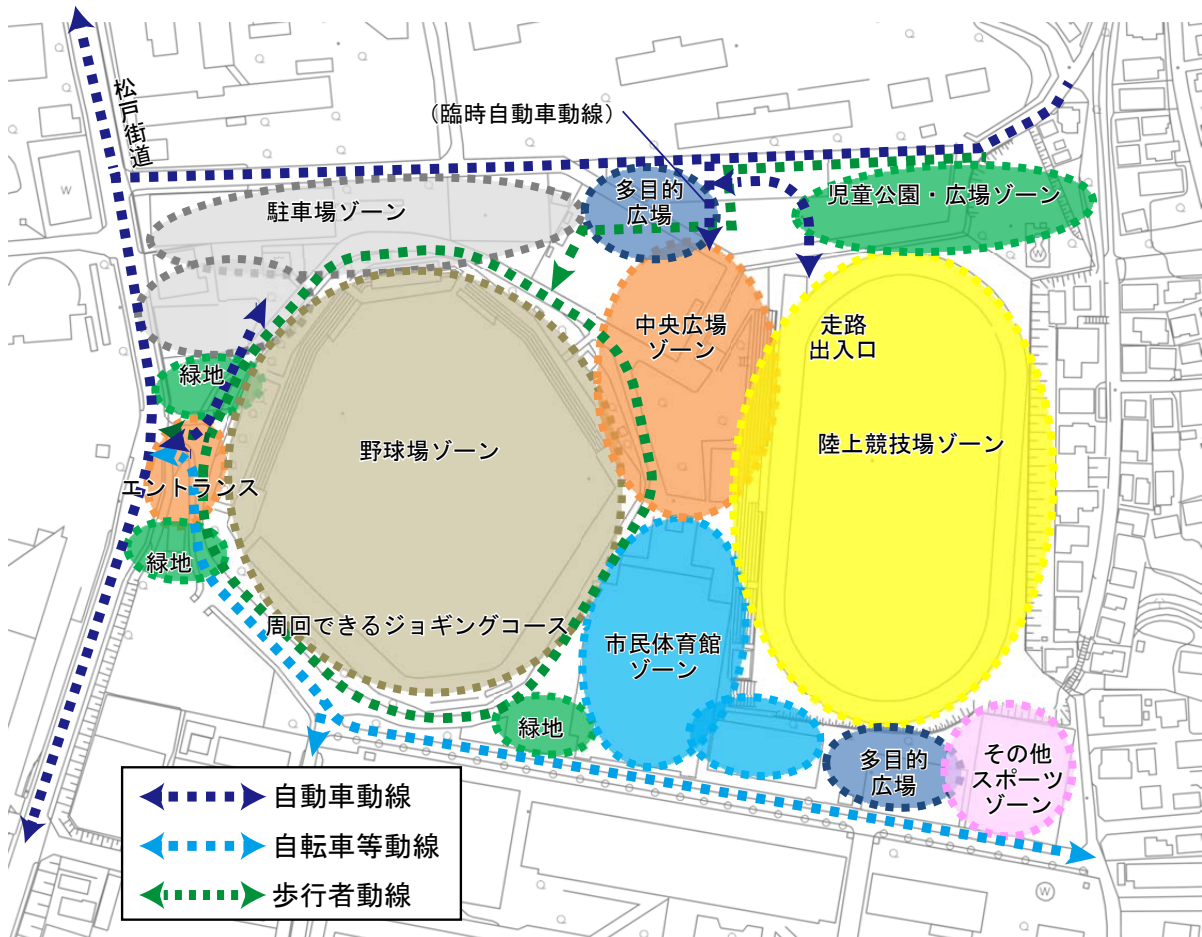 松戸街道
(臨時自動車動線)
多目的
広場
児童公園・広場ゾーン
駐車場ゾーン
中央広場
ゾーン
走路
出入口
緑地
野球場ゾーン
陸上競技場ゾーン
エントランス
緑地
周回できるジョギングコース
市民体育館
ゾーン
緑地
多目的
広場
その他
スポーツ
ゾーン
自動車動線
自転車等動線
歩行者動線
W
W
W